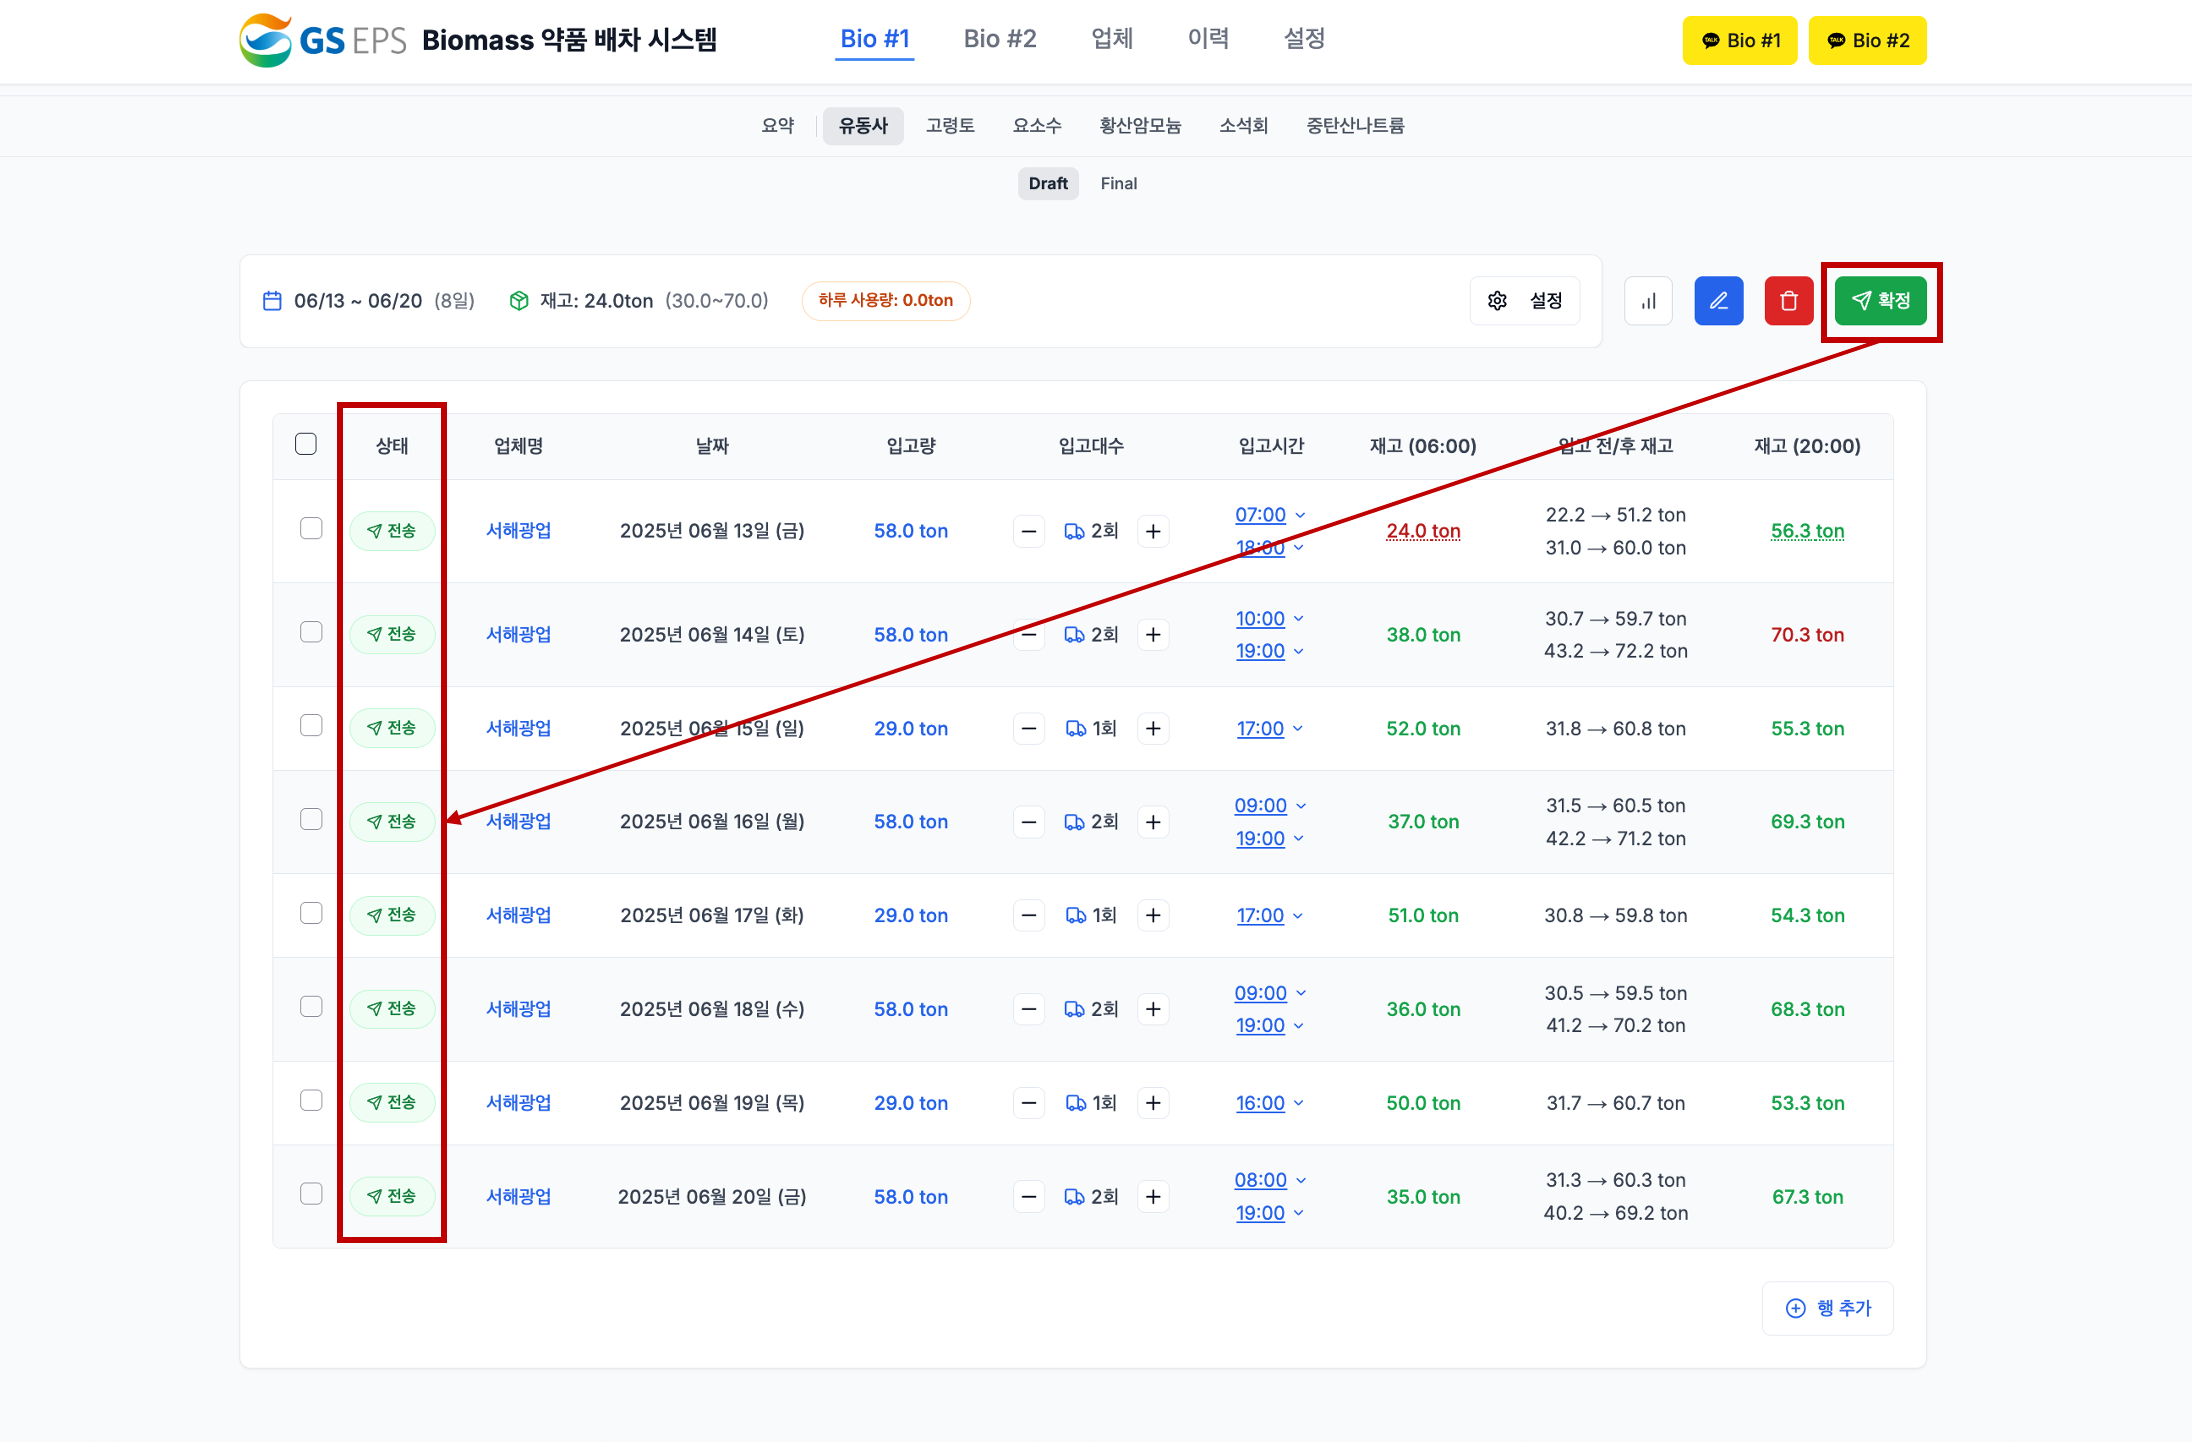 GS EPS Biomass 약품 배차 시스템 Bio #1 Bio #2 업체 이력 설정 TALK Bio #1 TALK Bio #2
요약 유동사 고령토 요소수 황산암모늄 소석회 중탄산나트륨
Draft Final
06/13 ~ 06/20 (8일) 재고: 24.0ton (30.0~70.0) 하루 사용량: 0.0ton 설정 확정
상태 업체명 날짜 입고량 입고대수 입고시간 재고 (06:00) 입고 전/후 재고 재고 (20:00)
전송 서해광업 2025년 06월 13일 (금) 58.0 ton − 2회 + 07:00 24.0 ton 22.2 → 51.2 ton 56.3 ton
18:00 31.0 → 60.0 ton
전송 서해광업 2025년 06월 14일 (토) 58.0 ton − 2회 + 10:00 38.0 ton 30.7 → 59.7 ton 70.3 ton
19:00 43.2 → 72.2 ton
전송 서해광업 2025년 06월 15일 (일) 29.0 ton − 1회 + 17:00 52.0 ton 31.8 → 60.8 ton 55.3 ton
전송 서해광업 2025년 06월 16일 (월) 58.0 ton − 2회 + 09:00 37.0 ton 31.5 → 60.5 ton 69.3 ton
19:00 42.2 → 71.2 ton
전송 서해광업 2025년 06월 17일 (화) 29.0 ton − 1회 + 17:00 51.0 ton 30.8 → 59.8 ton 54.3 ton
전송 서해광업 2025년 06월 18일 (수) 58.0 ton − 2회 + 09:00 36.0 ton 30.5 → 59.5 ton 68.3 ton
19:00 41.2 → 70.2 ton
전송 서해광업 2025년 06월 19일 (목) 29.0 ton − 1회 + 16:00 50.0 ton 31.7 → 60.7 ton 53.3 ton
전송 서해광업 2025년 06월 20일 (금) 58.0 ton − 2회 + 08:00 35.0 ton 31.3 → 60.3 ton 67.3 ton
19:00 40.2 → 69.2 ton
행 추가